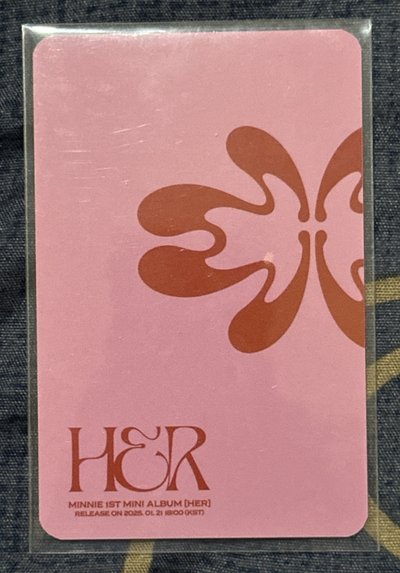 HER
MINNIE 1ST MINI ALBUM [HER]
RELEASE ON 2025. 01. 21 18:00 (KST)